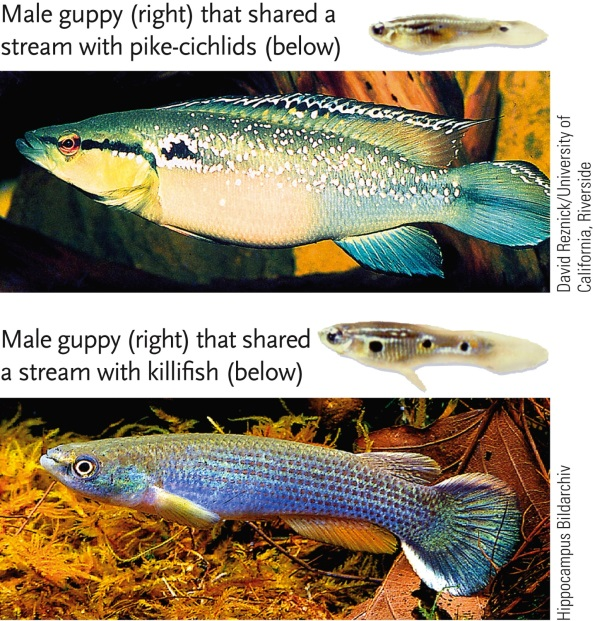 Male guppy (right) that shared a
stream with pike-cichlids (below)
David Reznick/University of
California, Riverside
Male guppy (right) that shared
a stream with killifish (below)
Hippocampus Bildarchiv